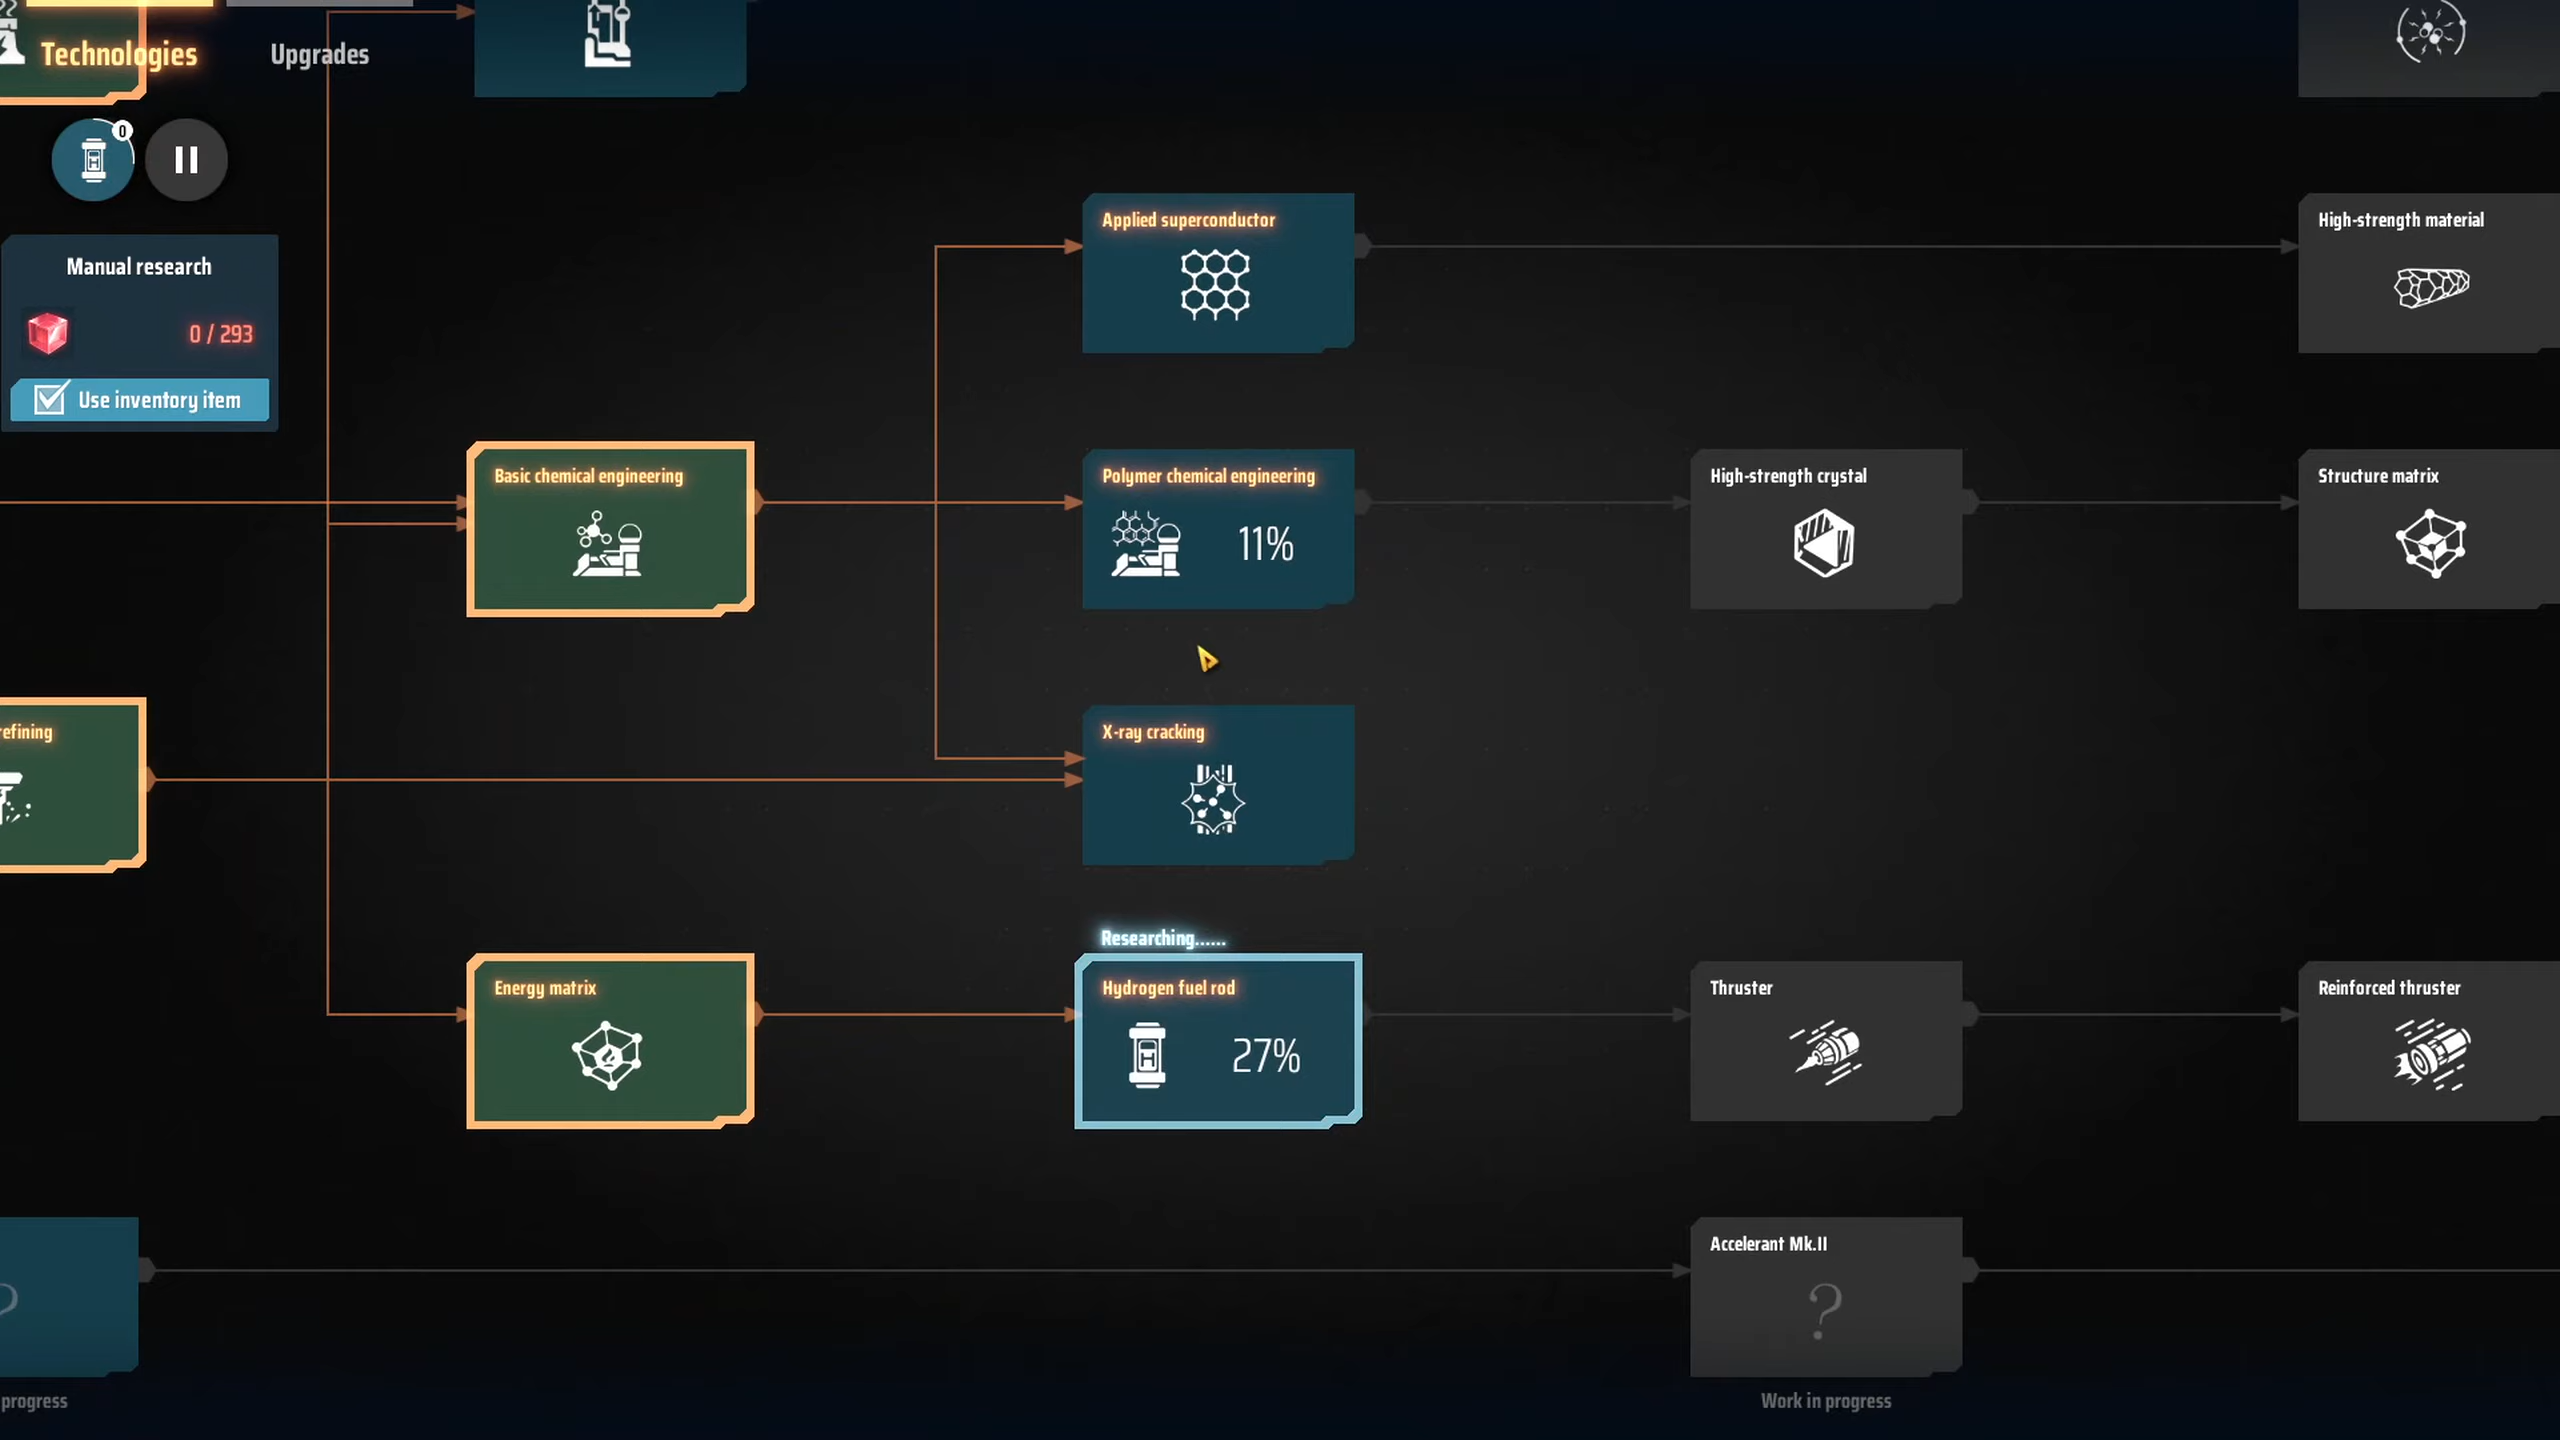 Technologies
Upgrades
0
Manual research
0 / 293
Use inventory item
Applied superconductor
High-strength material
Basic chemical engineering
Polymer chemical engineering
11%
High-strength crystal
Structure matrix
efining
X-ray cracking
Researching......
Energy matrix
Hydrogen fuel rod
27%
Thruster
Reinforced thruster
Accelerant Mk.II
?
?
progress
Work in progress